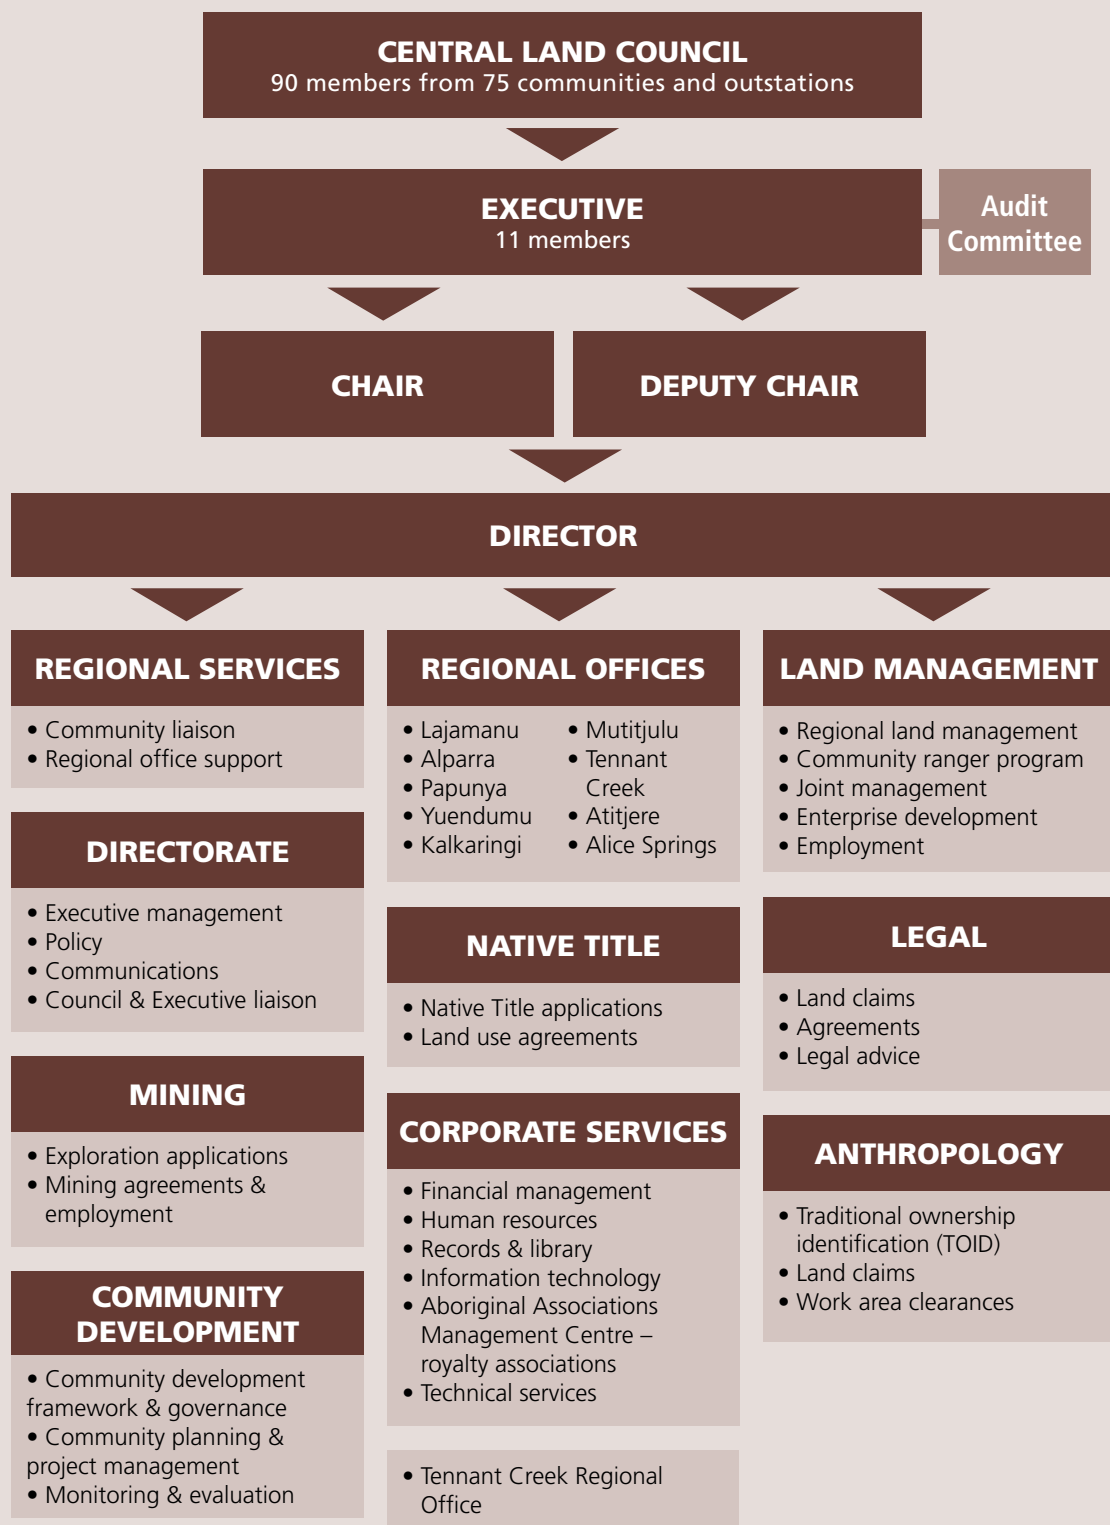 CENTRAL LAND COUNCIL
90 members from 75 communities and outstations
EXECUTIVE
11 members
Audit
Committee
CHAIR
DEPUTY CHAIR
DIRECTOR
REGIONAL SERVICES
• Community liaison
• Regional office support
DIRECTORATE
• Executive management
• Policy
• Communications
• Council & Executive liaison
MINING
• Exploration applications
• Mining agreements &
employment
COMMUNITY
DEVELOPMENT
• Community development
framework & governance
• Community planning &
project management
• Monitoring & evaluation
REGIONAL OFFICES
• Lajamanu
• Alparra
• Papunya
• Yuendumu
• Kalkaringi
• Mutitjulu
• Tennant
Creek
• Atitjere
• Alice Springs
NATIVE TITLE
• Native Title applications
• Land use agreements
CORPORATE SERVICES
• Financial management
• Human resources
• Records & library
• Information technology
• Aboriginal Associations
Management Centre –
royalty associations
• Technical services
• Tennant Creek Regional
Office
LAND MANAGEMENT
• Regional land management
• Community ranger program
• Joint management
• Enterprise development
• Employment
LEGAL
• Land claims
• Agreements
• Legal advice
ANTHROPOLOGY
• Traditional ownership
identification (TOID)
• Land claims
• Work area clearances